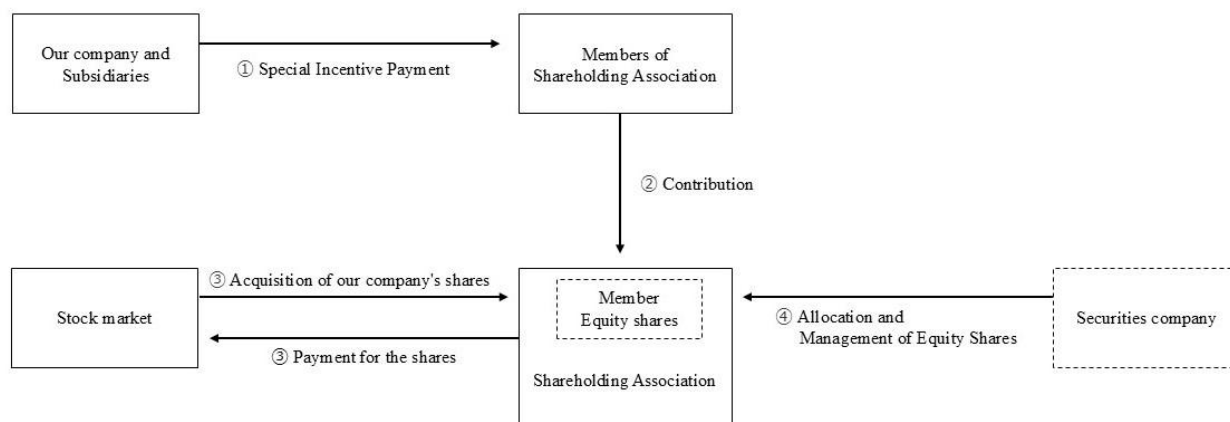 Our company and
Subsidiaries
① Special Incentive Payment
Members of
Shareholding Association
② Contribution
③ Acquisition of our company's shares
Stock market
③ Payment for the shares
Member
Equity shares
Shareholding Association
④ Allocation and
Management of Equity Shares
Securities company